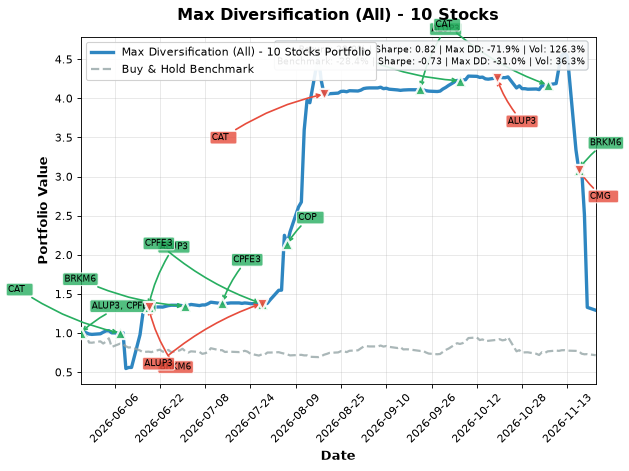 Max Diversification (All) - 10 Stocks
CAT
Max Diversification (All) - 10 Stocks Portfolio
Buy & Hold Benchmark
Sharpe: 0.82 | Max DD: -71.9% | Vol: 126.3%
Benchmark: -28.4% | Sharpe: -0.73 | Max DD: -31.0% | Vol: 36.3%
CAT
ALUP3
BRKM6
CMG
COP
CPFE3
CPFE3
BRKM6
CAT
ALUP3, CPFE3
ALUP3
Portfolio Value
4.5
4.0
3.5
3.0
2.5
2.0
1.5
1.0
0.5
2026-06-06
2026-06-22
2026-07-08
2026-07-24
2026-08-09
2026-08-25
2026-09-10
2026-09-26
2026-10-12
2026-10-28
2026-11-13
Date